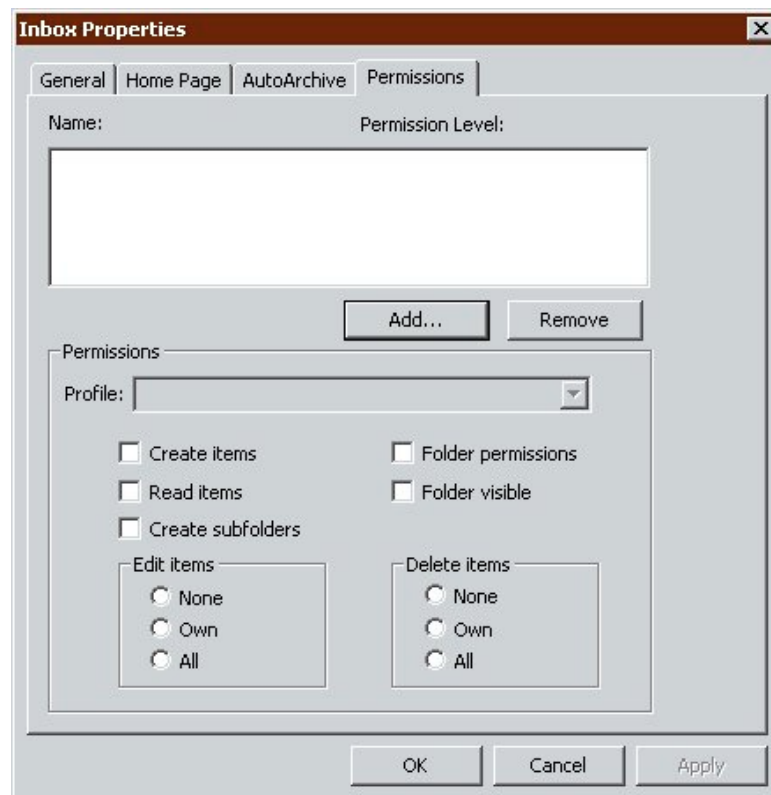 Inbox Properties
General Home Page AutoArchive Permissions
Name: Permission Level:
Add... Remove
Permissions
Profile:
Create items Folder permissions
Read items Folder visible
Create subfolders
Edit items Delete items
None None
Own Own
All All
OK Cancel Apply